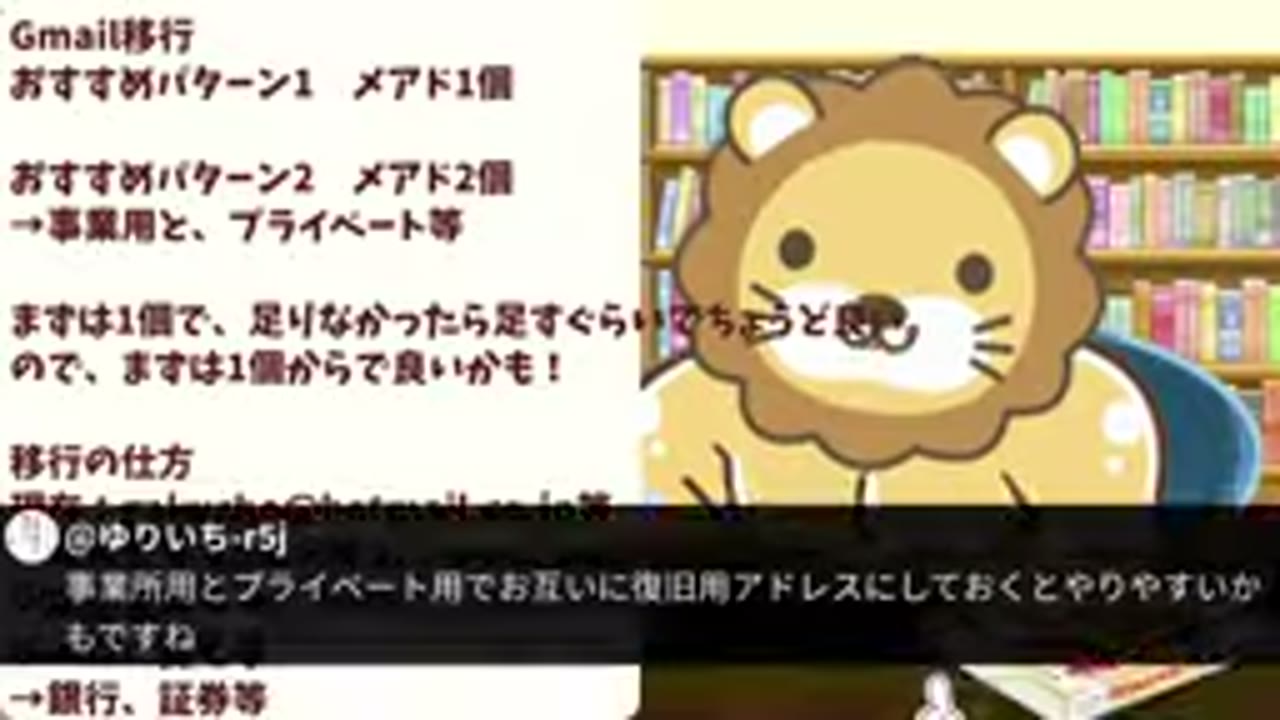 Gmail移行
おすすめパターン1　メアド1個
おすすめパターン2　メアド2個
→事業用と、プライベート等
まずは1個で、足りなかったら足すぐらいでちょうど良い
ので、まずは1個からで良いかも！
移行の仕方
@ゆりいち-r5j
事業所用とプライベート用でお互いに復旧用アドレスにしておくとやりやすいか
もですね
→銀行、証券等